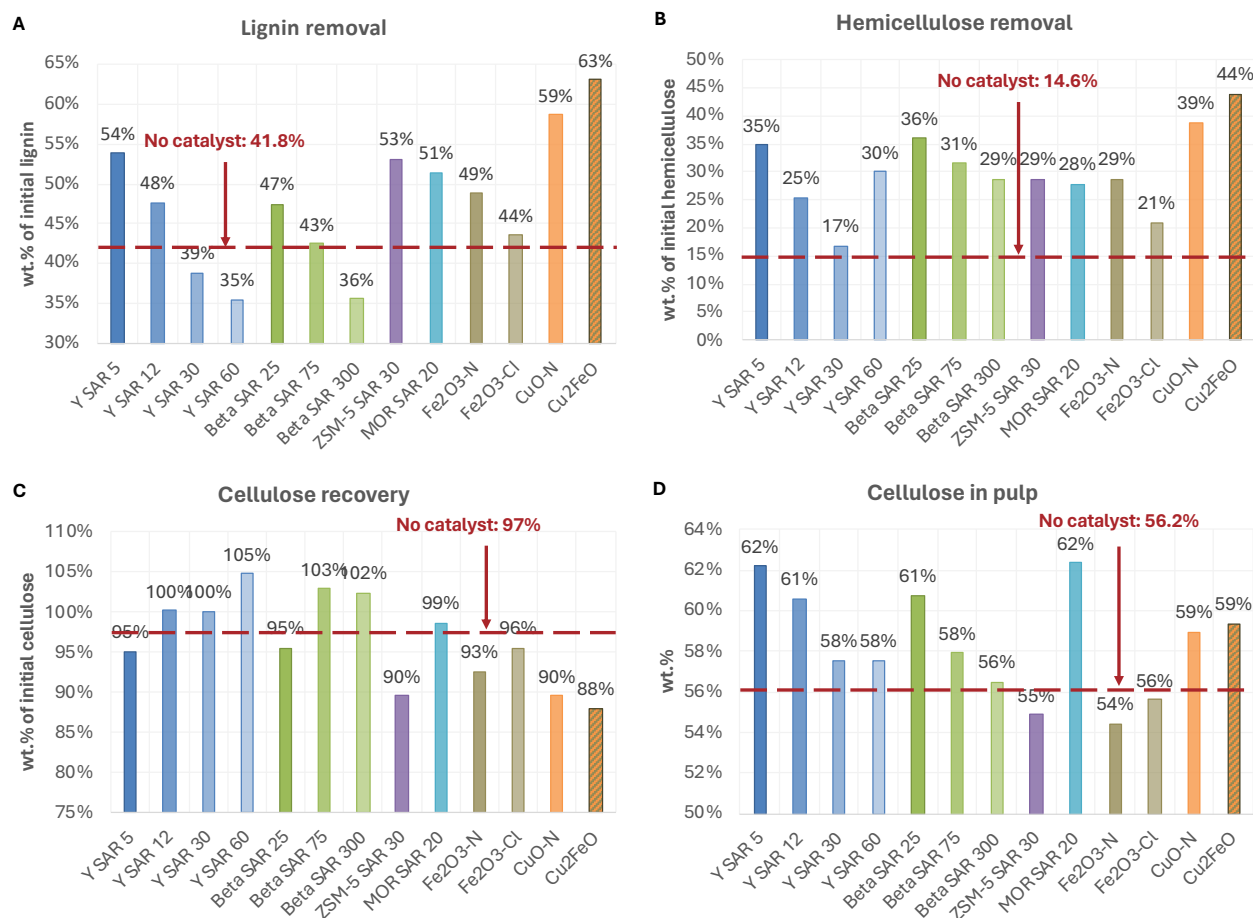 A
Lignin removal
wt.% of initial lignin
65%
60%
55%
50%
45%
40%
35%
30%
No catalyst: 41.8%
54%
48%
39%
35%
47%
43%
36%
53%
51%
49%
44%
59%
63%
Y SAR 5
Y SAR 12
Y SAR 30
Y SAR 60
Beta SAR 25
Beta SAR 75
Beta SAR 300
ZSM-5 SAR 30
MOR SAR 20
Fe2O3-N
Fe2O3-Cl
CuO-N
Cu2FeO
B
Hemicellulose removal
wt.% of initial hemicellulose
50%
45%
40%
35%
30%
25%
20%
15%
10%
5%
0%
No catalyst: 14.6%
35%
25%
17%
30%
36%
31%
29%
29%
28%
29%
21%
39%
44%
Y SAR 5
Y SAR 12
Y SAR 30
Y SAR 60
Beta SAR 25
Beta SAR 75
Beta SAR 300
ZSM-5 SAR 30
MOR SAR 20
Fe2O3-N
Fe2O3-Cl
CuO-N
Cu2FeO
C
Cellulose recovery
wt.% of initial cellulose
110%
105%
100%
95%
90%
85%
80%
75%
No catalyst: 97%
95%
100%
100%
105%
95%
103%
102%
90%
99%
93%
96%
90%
88%
Y SAR 5
Y SAR 12
Y SAR 30
Y SAR 60
Beta SAR 25
Beta SAR 75
Beta SAR 300
ZSM-5 SAR 30
MOR SAR 20
Fe2O3-N
Fe2O3-Cl
CuO-N
Cu2FeO
D
Cellulose in pulp
wt.%
64%
62%
60%
58%
56%
54%
52%
50%
No catalyst: 56.2%
62%
61%
58%
58%
61%
58%
56%
55%
62%
54%
56%
59%
59%
Y SAR 5
Y SAR 12
Y SAR 30
Y SAR 60
Beta SAR 25
Beta SAR 75
Beta SAR 300
ZSM-5 SAR 30
MOR SAR 20
Fe2O3-N
Fe2O3-Cl
CuO-N
Cu2FeO